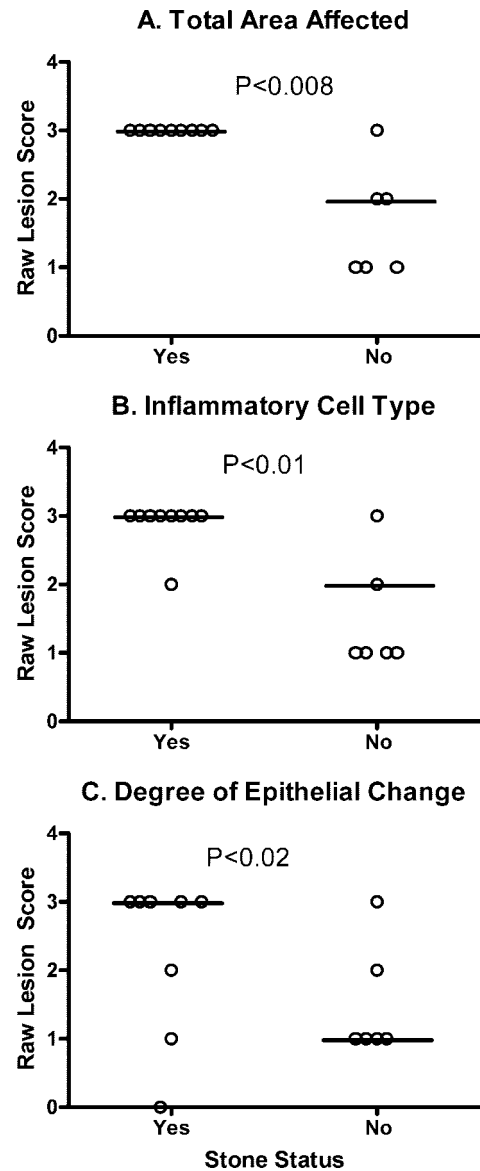 A. Total Area Affected
P<0.008
Raw Lesion Score
4
3
2
1
0
Yes No
B. Inflammatory Cell Type
P<0.01
Raw Lesion Score
4
3
2
1
0
Yes No
C. Degree of Epithelial Change
P<0.02
Raw Lesion Score
4
3
2
1
0
Yes No
Stone Status